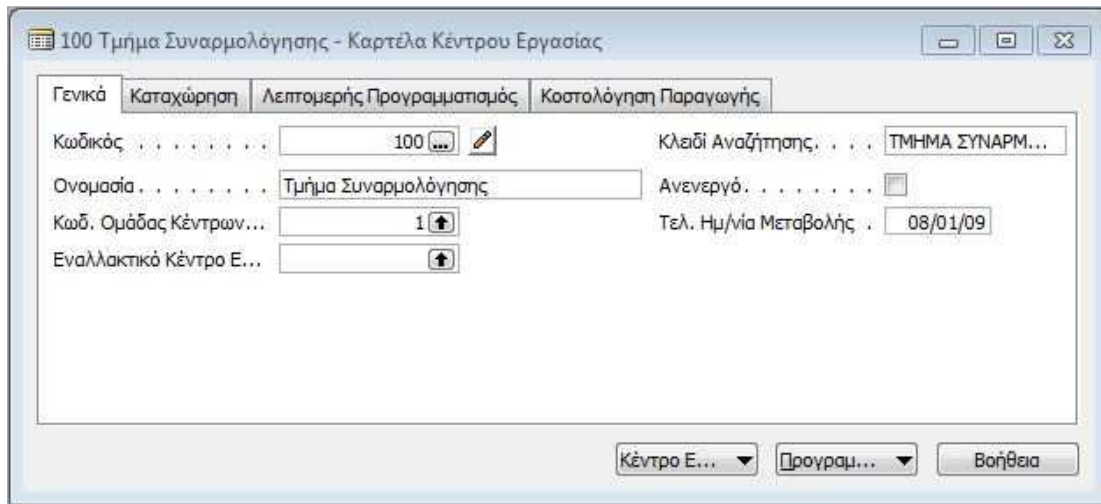 100 Τμήμα Συναρμολόγησης - Καρτέλα Κέντρου Εργασίας
Γενικά Καταχώρηση Λεπτομερής Προγραμματισμός Κοστολόγηση Παραγωγής
Κωδικός . . . . . . . . 100 ... Κλειδί Αναζήτησης. . . . ΤΜΗΜΑ ΣΥΝΑΡΜ...
Ονομασία . . . . . . . . Τμήμα Συναρμολόγησης Ανενεργό. . . . . . . .
Κωδ. Ομάδας Κέντρων... 1 Τελ. Ημ/νία Μεταβολής . 08/01/09
Εναλλακτικό Κέντρο Ε...
Κέντρο Ε... Προγραμ... Βοήθεια